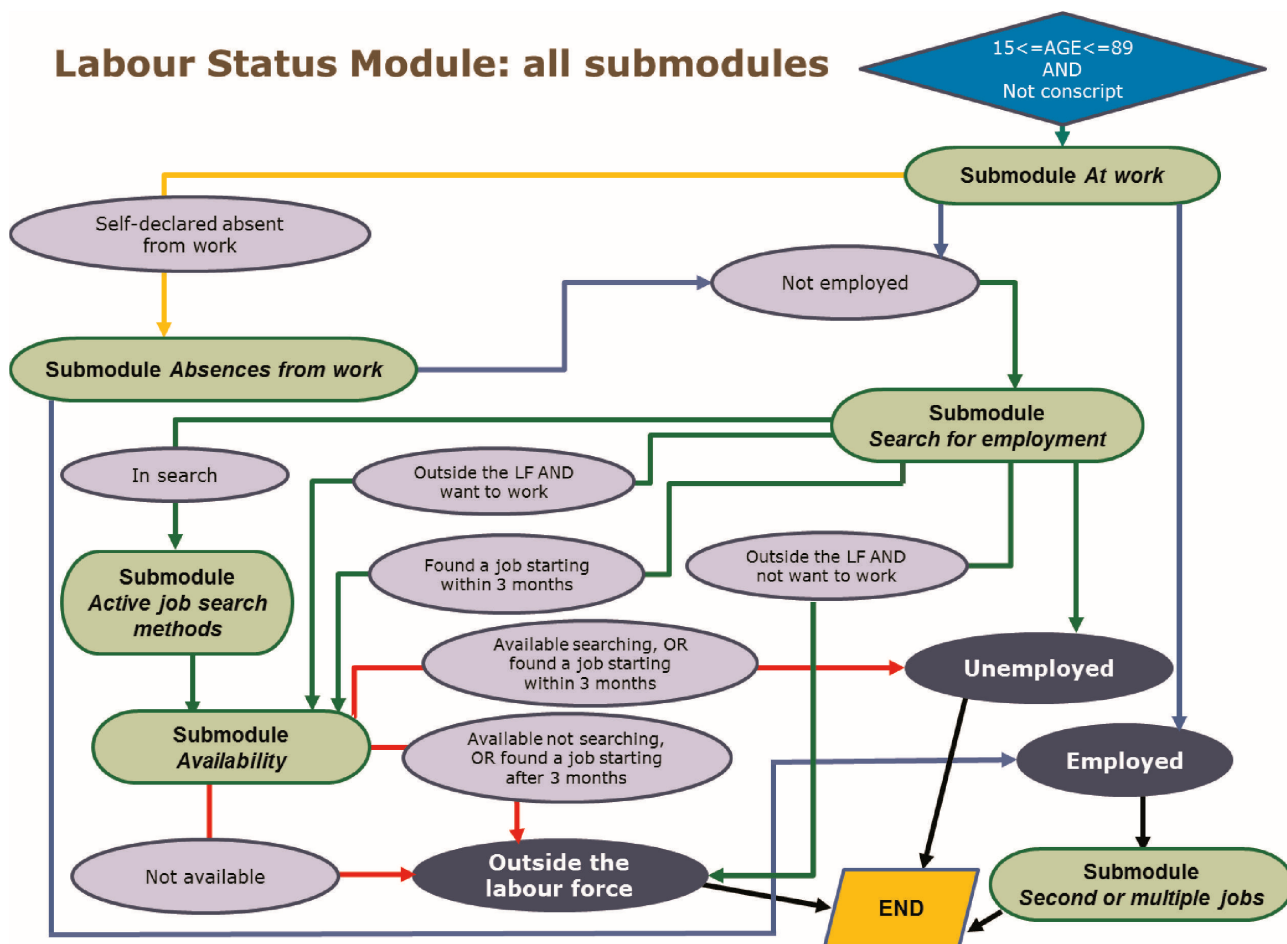 Labour Status Module: all submodules
15<=AGE<=89
AND
Not conscript
Submodule At work
Self-declared absent
from work
Not employed
Submodule Absences from work
Submodule
Search for employment
In search
Outside the LF AND
want to work
Found a job starting
within 3 months
Outside the LF AND
not want to work
Submodule
Active job search
methods
Available searching, OR
found a job starting
within 3 months
Unemployed
Submodule
Availability
Available not searching,
OR found a job starting
after 3 months
Employed
Not available
Outside the
labour force
END
Submodule
Second or multiple jobs